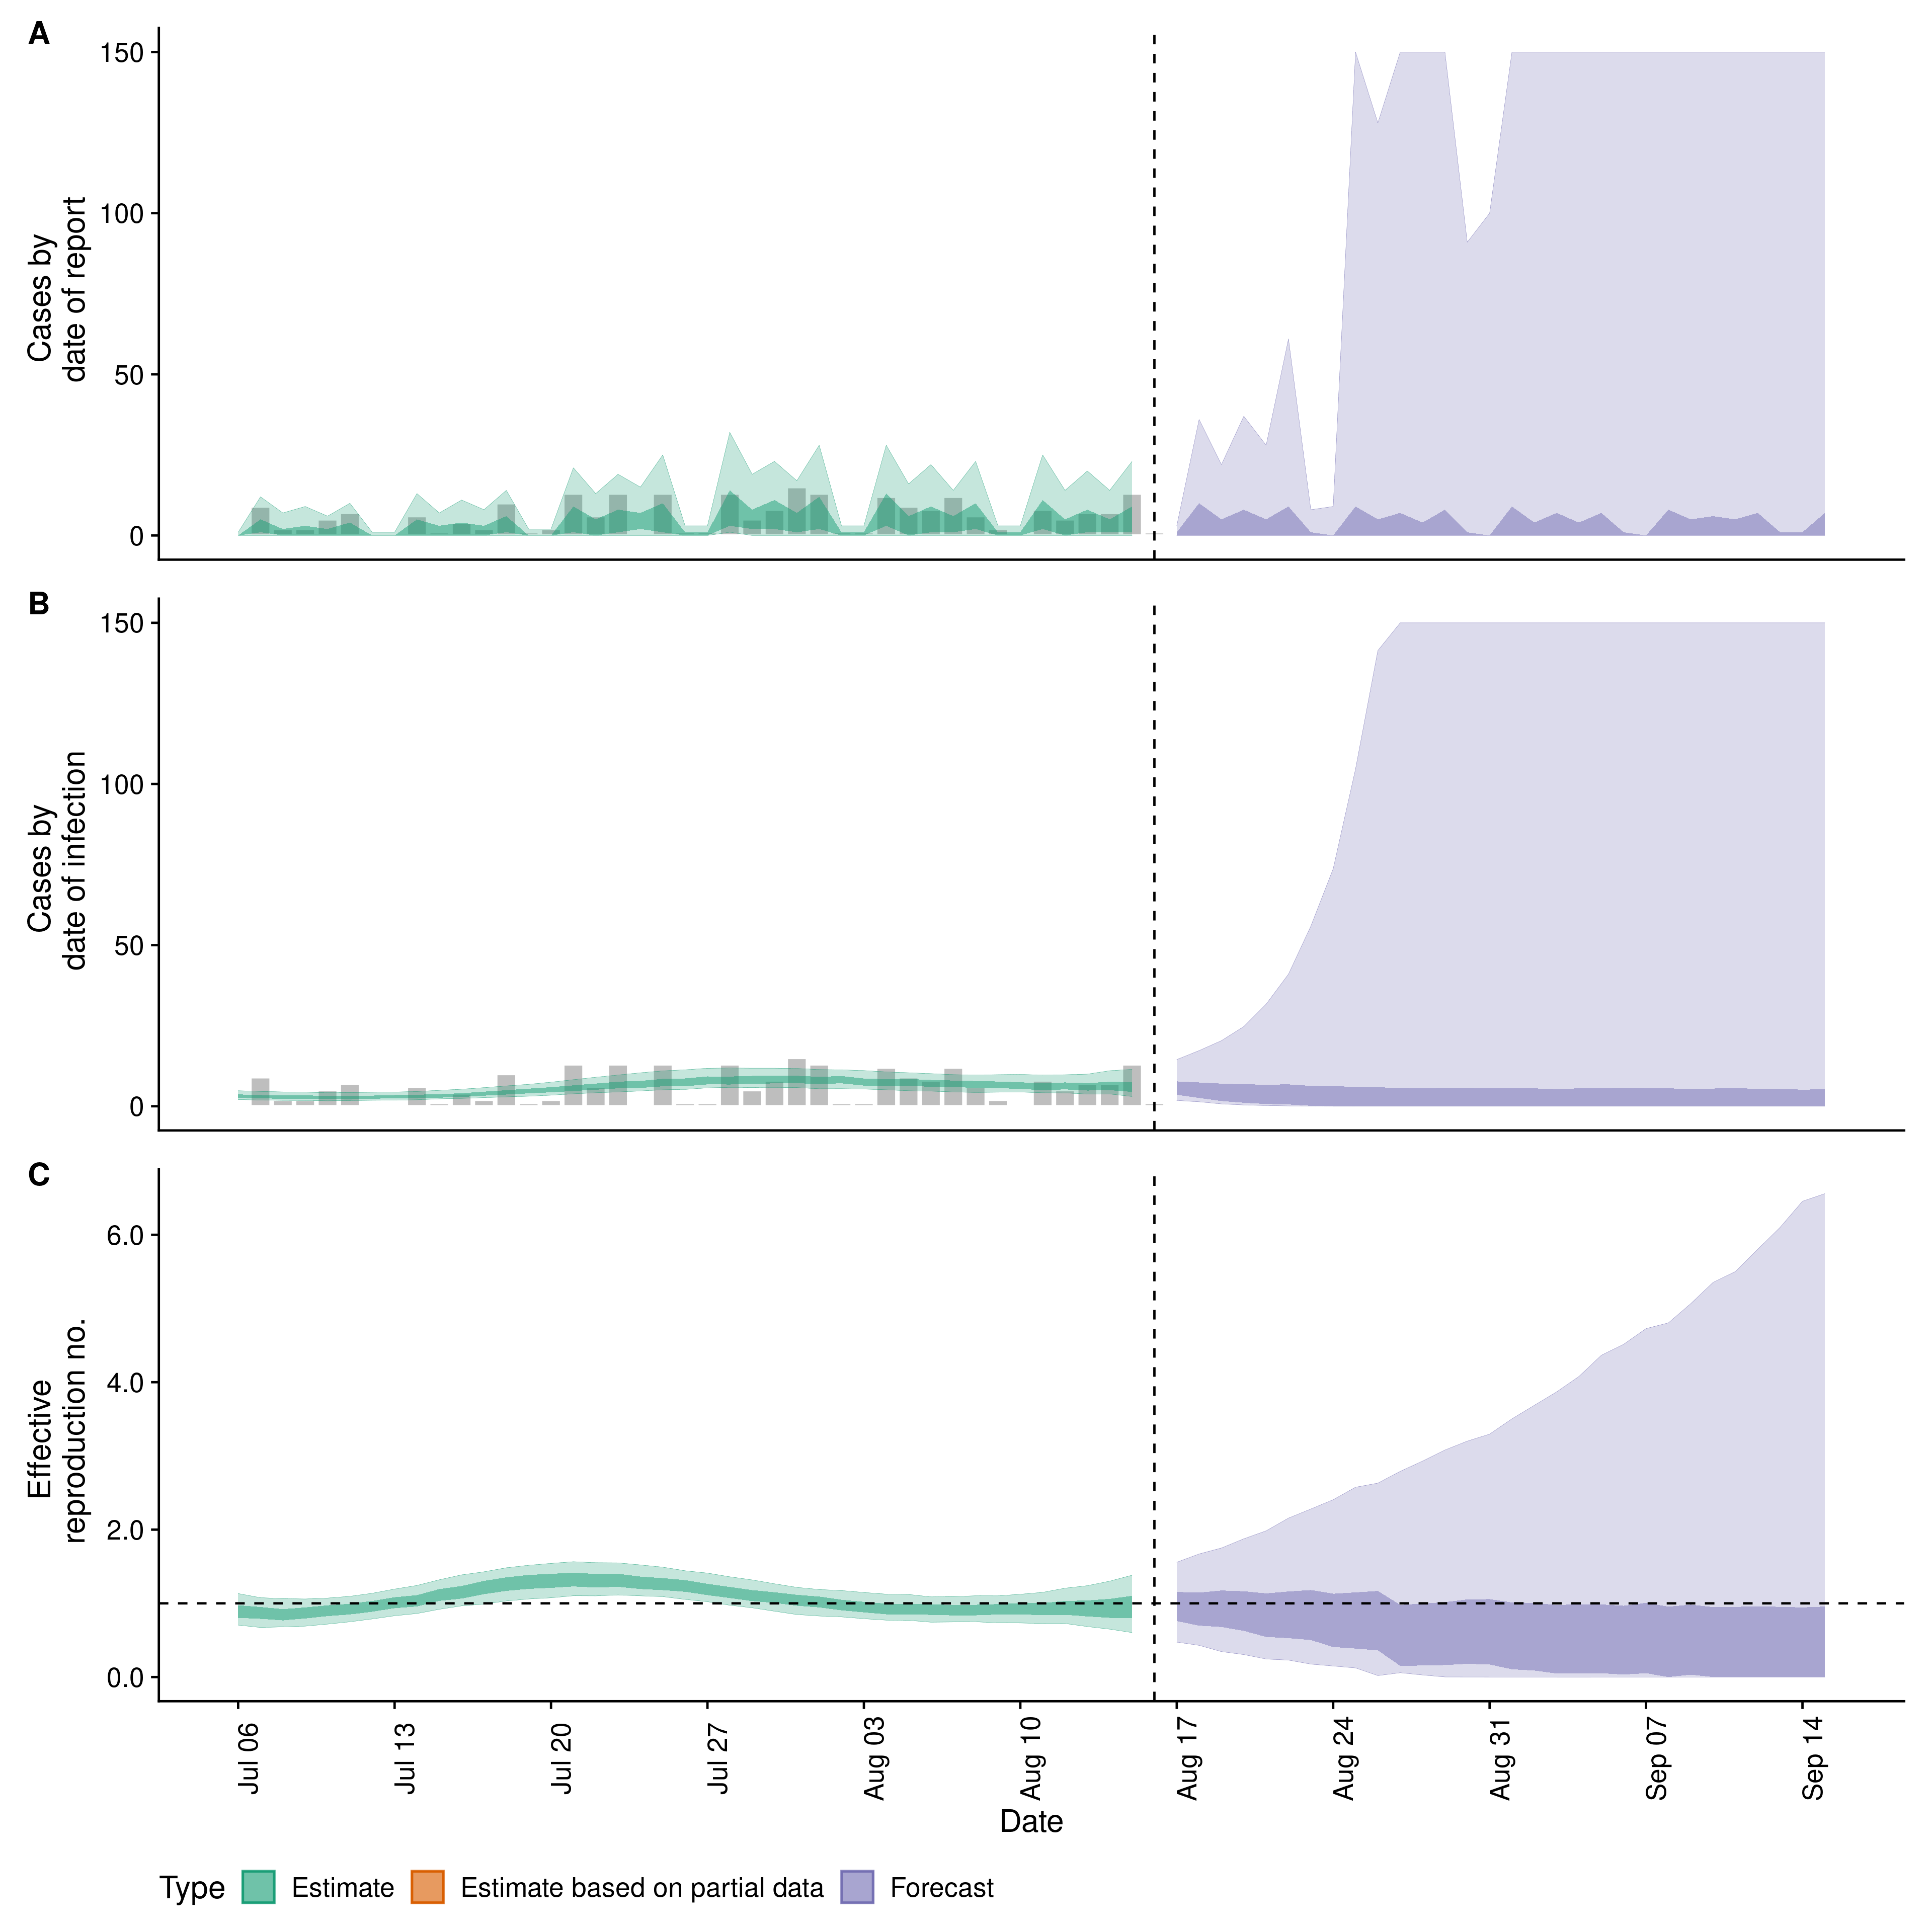 A
150
100
50
0
Cases by
date of report
B
150
100
50
0
Cases by
date of infection
C
6.0
4.0
2.0
0.0
Effective
reproduction no.
Jul 06
Jul 13
Jul 20
Jul 27
Aug 03
Aug 10
Aug 17
Aug 24
Aug 31
Sep 07
Sep 14
Date
Type Estimate Estimate based on partial data Forecast